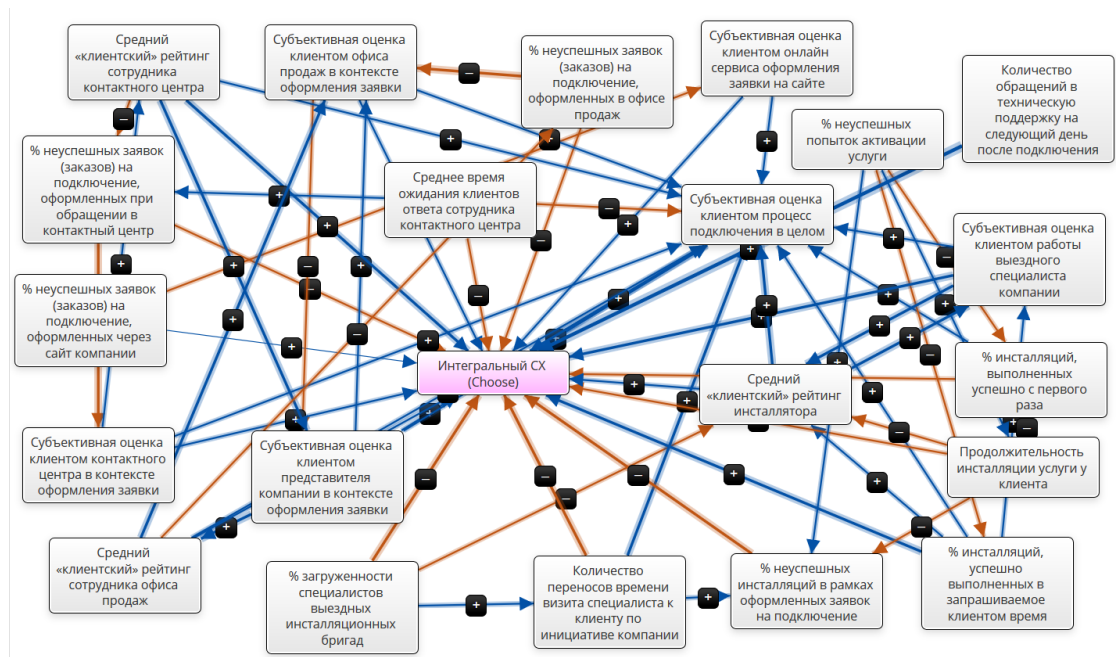 Средний
«клиентский» рейтинг
сотрудника
контактного центра
Субъективная оценка
клиентом офиса
продаж в контексте
оформления заявки
% неуспешных заявок
(заказов) на
подключение,
оформленных в офисе
продаж
Субъективная оценка
клиентом онлайн
сервиса оформления
заявки на сайте
Количество
обращений в
техническую
поддержку на
следующий день
после подключения
% неуспешных
попыток активации
услуги
% неуспешных заявок
(заказов) на
подключение,
оформленных при
обращении в
контактный центр
Среднее время
ожидания клиентов
ответа сотрудника
контактного центра
Субъективная оценка
клиентом процесс
подключения в целом
Субъективная оценка
клиентом работы
выездного
специалиста
компании
% неуспешных заявок
(заказов) на
подключение,
оформленных через
сайт компании
Интегральный CX
(Choose)
Средний
«клиентский» рейтинг
инсталлятора
% инсталляций,
выполненных
успешно с первого
раза
Субъективная оценка
клиентом контактного
центра в контексте
оформления заявки
Субъективная оценка
клиентом
представителя
компании в контексте
оформления заявки
Продолжительность
инсталляции услуги у
клиента
Средний
«клиентский» рейтинг
сотрудника офиса
продаж
% загруженности
специалистов
выездных
инсталляционных
бригад
Количество
переносов времени
визита специалиста к
клиенту по
инициативе компании
% неуспешных
инсталляций в рамках
оформленных заявок
на подключение
% инсталляций,
успешно
выполненных в
запрашиваемое
клиентом время